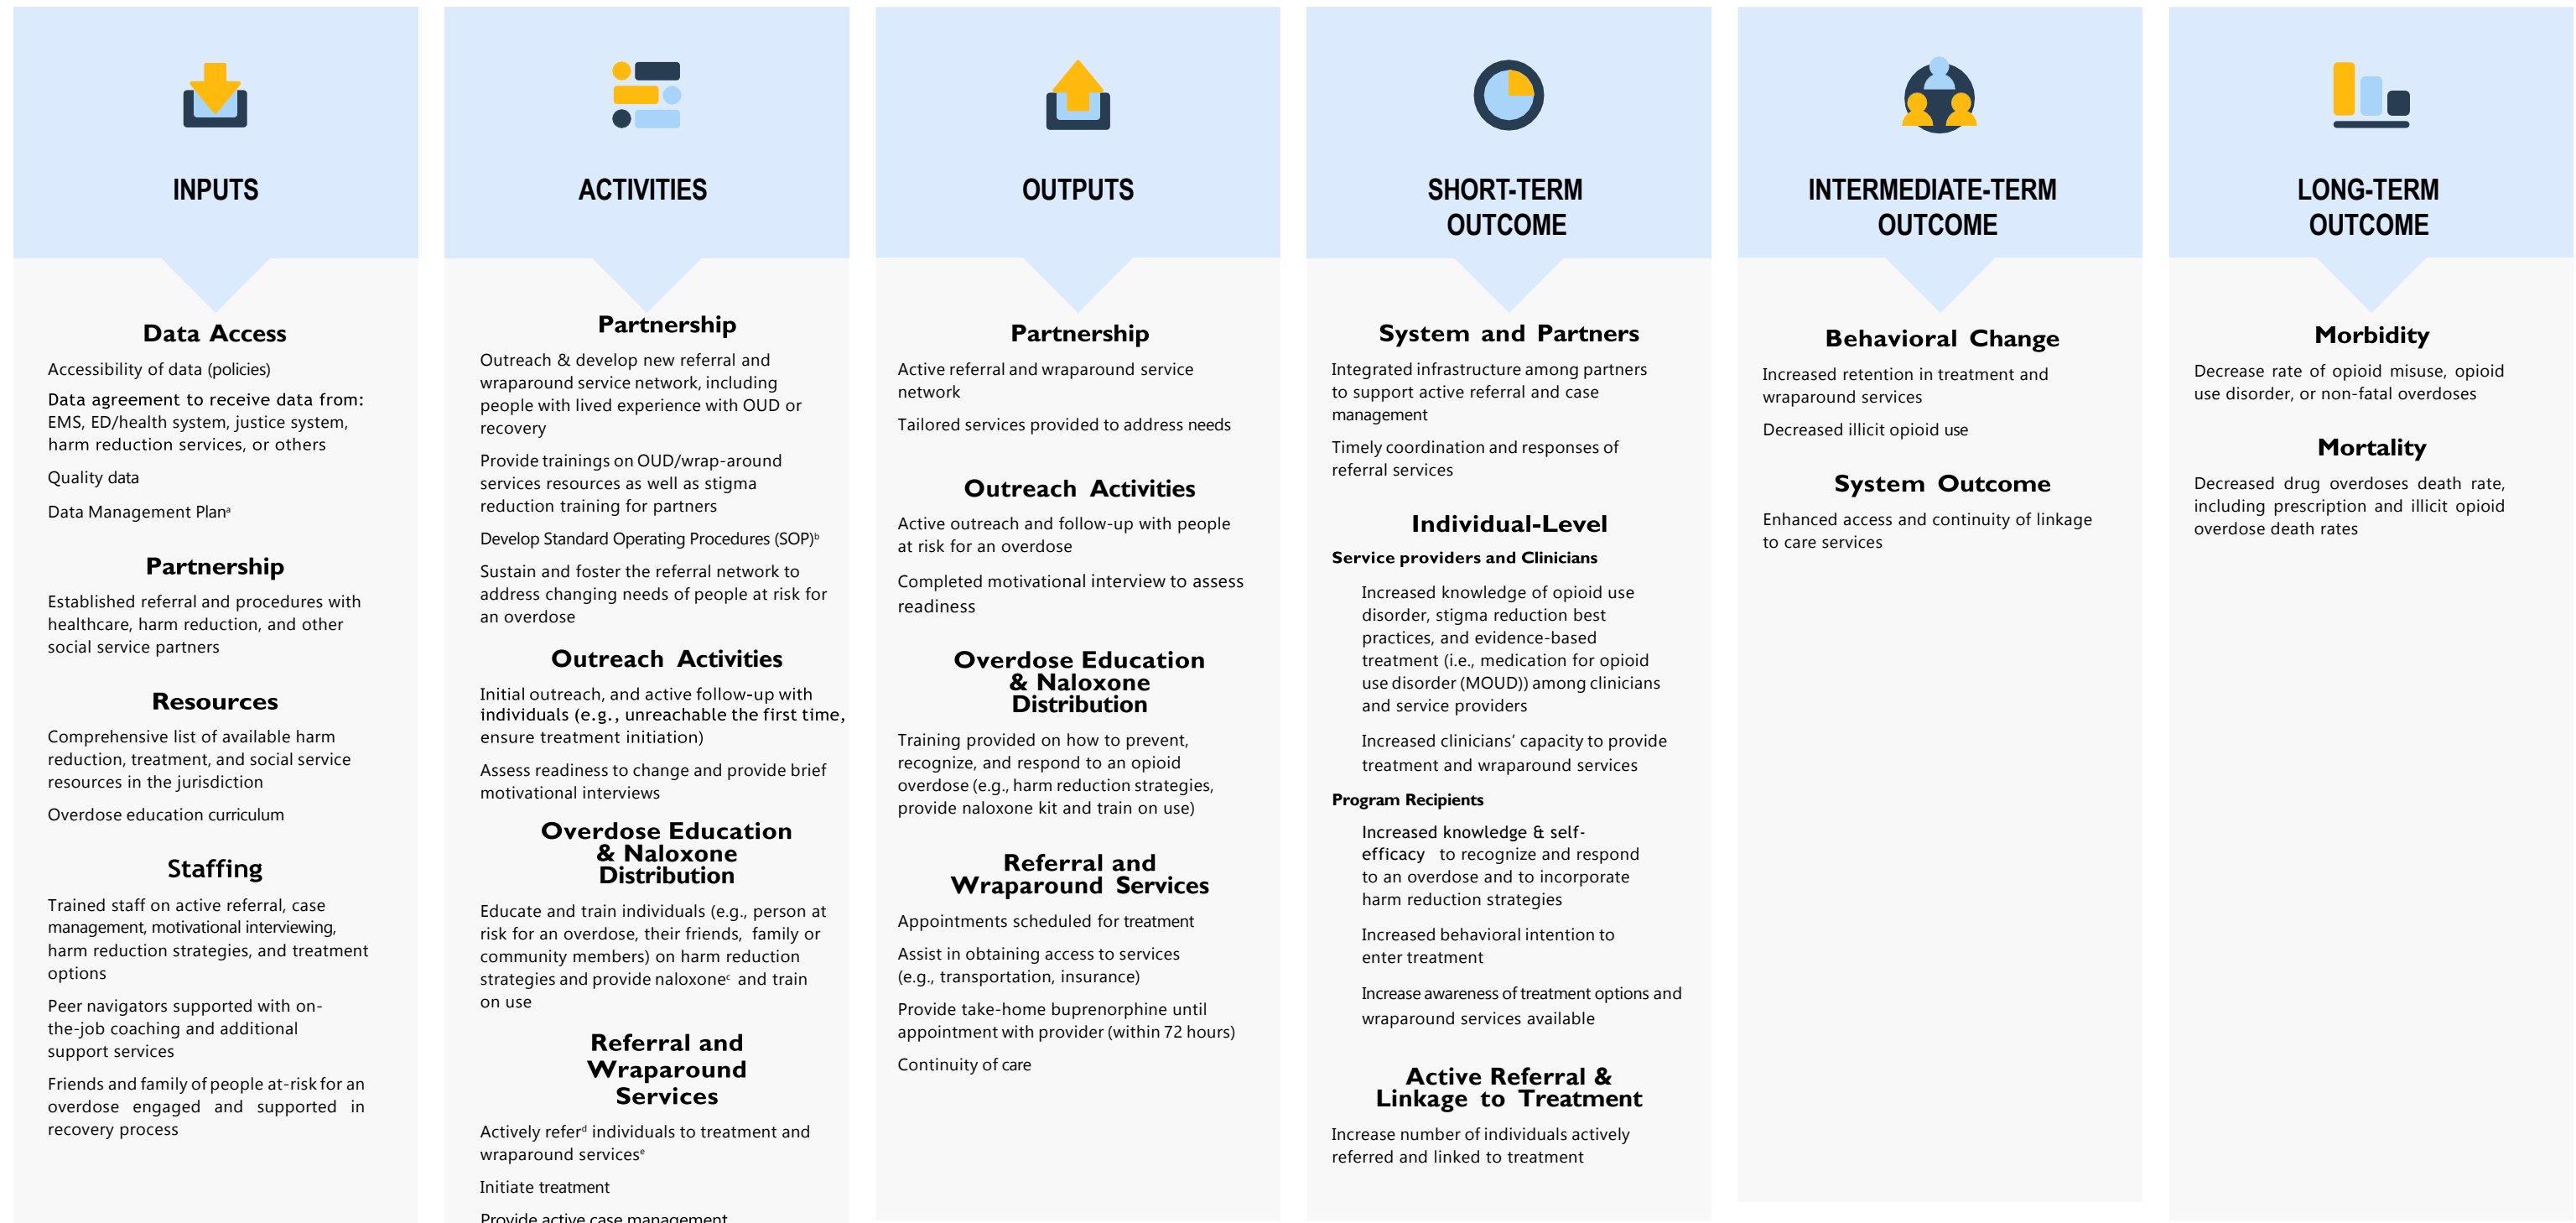 INPUTS
Data Access
Accessibility of data (policies)
Data agreement to receive data from:
EMS, ED/health system, justice system,
harm reduction services, or others
Quality data
Data Management Planᵃ
Partnership
Established referral and procedures with
healthcare, harm reduction, and other
social service partners
Resources
Comprehensive list of available harm
reduction, treatment, and social service
resources in the jurisdiction
Overdose education curriculum
Staffing
Trained staff on active referral, case
management, motivational interviewing,
harm reduction strategies, and treatment
options
Peer navigators supported with on-
the-job coaching and additional
support services
Friends and family of people at-risk for an
overdose engaged and supported in
recovery process
ACTIVITIES
Partnership
Outreach & develop new referral and
wraparound service network, including
people with lived experience with OUD or
recovery
Provide trainings on OUD/wrap-around
services resources as well as stigma
reduction training for partners
Develop Standard Operating Procedures (SOP)ᵇ
Sustain and foster the referral network to
address changing needs of people at risk for
an overdose
Outreach Activities
Initial outreach, and active follow-up with
individuals (e.g., unreachable the first time,
ensure treatment initiation)
Assess readiness to change and provide brief
motivational interviews
Overdose Education
& Naloxone
Distribution
Educate and train individuals (e.g., person at
risk for an overdose, their friends, family or
community members) on harm reduction
strategies and provide naloxoneᶜ and train
on use
Referral and
Wraparound
Services
Actively referᵈ individuals to treatment and
wraparound servicesᵉ
Initiate treatment
Provide active case management
OUTPUTS
Partnership
Active referral and wraparound service
network
Tailored services provided to address needs
Outreach Activities
Active outreach and follow-up with people
at risk for an overdose
Completed motivational interview to assess
readiness
Overdose Education
& Naloxone
Distribution
Training provided on how to prevent,
recognize, and respond to an opioid
overdose (e.g., harm reduction strategies,
provide naloxone kit and train on use)
Referral and
Wraparound Services
Appointments scheduled for treatment
Assist in obtaining access to services
(e.g., transportation, insurance)
Provide take-home buprenorphine until
appointment with provider (within 72 hours)
Continuity of care
SHORT-TERM
OUTCOME
System and Partners
Integrated infrastructure among partners
to support active referral and case
management
Timely coordination and responses of
referral services
Individual-Level
Service providers and Clinicians
Increased knowledge of opioid use
disorder, stigma reduction best
practices, and evidence-based
treatment (i.e., medication for opioid
use disorder (MOUD)) among clinicians
and service providers
Increased clinicians’ capacity to provide
treatment and wraparound services
Program Recipients
Increased knowledge & self-
efficacy to recognize and respond
to an overdose and to incorporate
harm reduction strategies
Increased behavioral intention to
enter treatment
Increase awareness of treatment options and
wraparound services available
Active Referral &
Linkage to Treatment
Increase number of individuals actively
referred and linked to treatment
INTERMEDIATE-TERM
OUTCOME
Behavioral Change
Increased retention in treatment and
wraparound services
Decreased illicit opioid use
System Outcome
Enhanced access and continuity of linkage
to care services
LONG-TERM
OUTCOME
Morbidity
Decrease rate of opioid misuse, opioid
use disorder, or non-fatal overdoses
Mortality
Decreased drug overdoses death rate,
including prescription and illicit opioid
overdose death rates